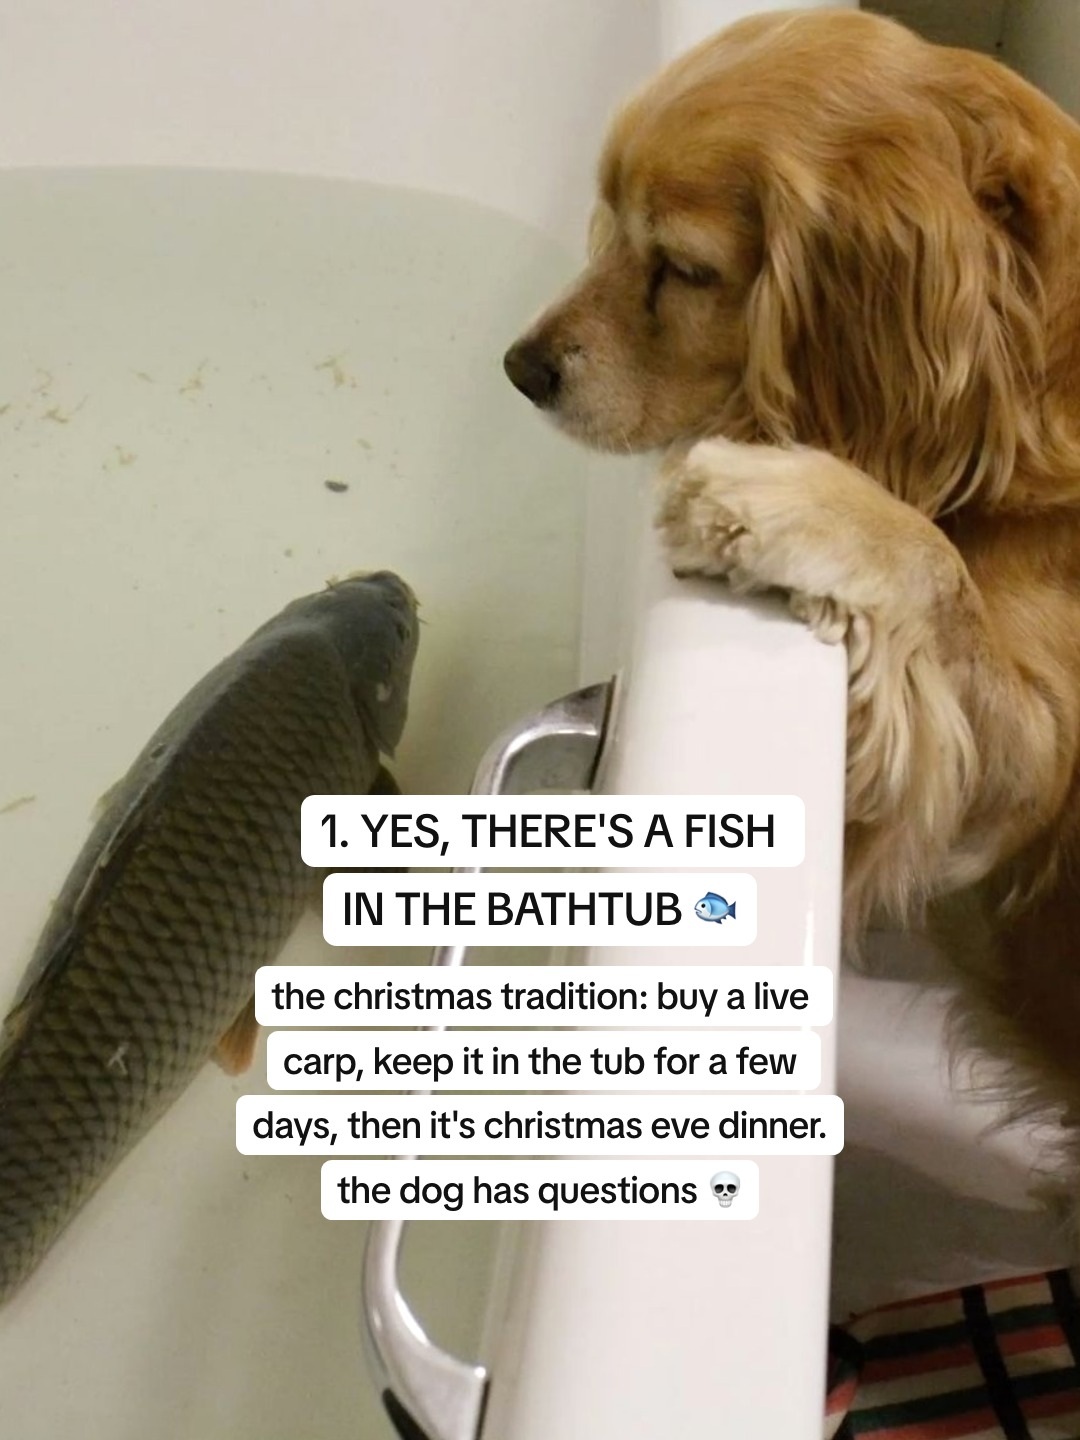 1. YES, THERE'S A FISH
IN THE BATHTUB 🐟
the christmas tradition: buy a live
carp, keep it in the tub for a few
days, then it's christmas eve dinner.
the dog has questions 💀